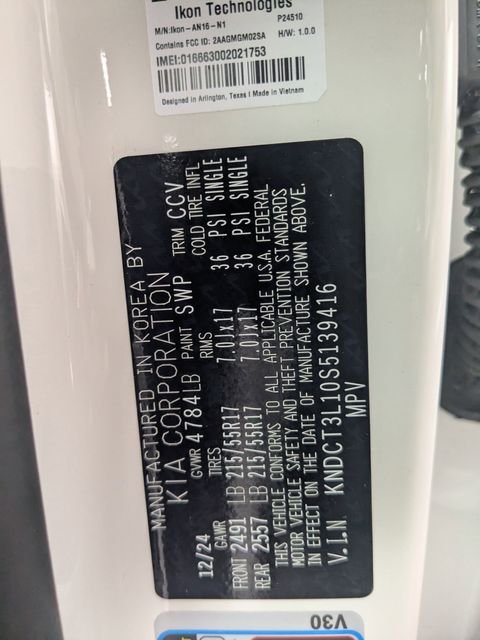 Ikon Technologies
M/N:Ikon-AN16-N1
P24510
Contains FCC ID: 2AAGMGM02SA
H/W: 1.0.0
IMEI:016663002021753
Designed in Arlington, Texas I Made in Vietnam
MANUFACTURED IN KOREA BY
KIA CORPORATION
12/24 GVWR 4784LB PAINT SWP TRIM CCV
GAWR TIRES RIMS COLD TIRE INFL
FRONT 2491 LB 215/55R17 7.0JX17 36 PSI SINGLE
REAR 2557 LB 215/55R17 7.0JX17 36 PSI SINGLE
THIS VEHICLE CONFORMS TO ALL APPLICABLE U.S.A. FEDERAL
MOTOR VEHICLE SAFETY AND THEFT PREVENTION STANDARDS
IN EFFECT ON THE DATE OF MANUFACTURE SHOWN ABOVE.
V.I.N KNDCT3L10S5139416
MPV
V30